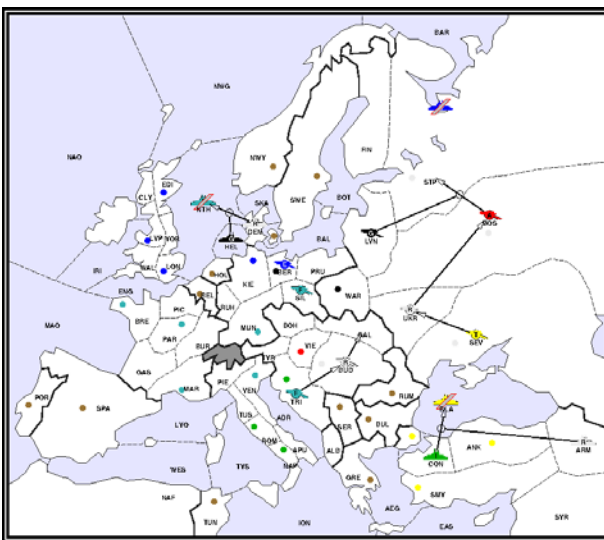 BAR
NWG
FIN
NAO
NWY
STP
EDI
CLY
SWE
SKA
BOT
NTH
DEN
MOS
LVP
YOR
LVN
BAL
HEL
WAL
LON
IRI
HOL
KIE
BER
PRU
ENG
BEL
RUH
SIL
WAR
PIC
BRE
UKR
MAO
PAR
MUN
BOH
GAL
SEV
BUR
VIE
TYR
BUD
GAS
MAR
PIE
VEN
TRI
RUM
POR
SPA
BLA
TUS
ADR
LYO
SER
BUL
ROM
APU
ANK
ARM
ALB
CON
WES
TYS
NAP
GRE
SMY
NAF
AEG
SYR
TUN
ION
EAS